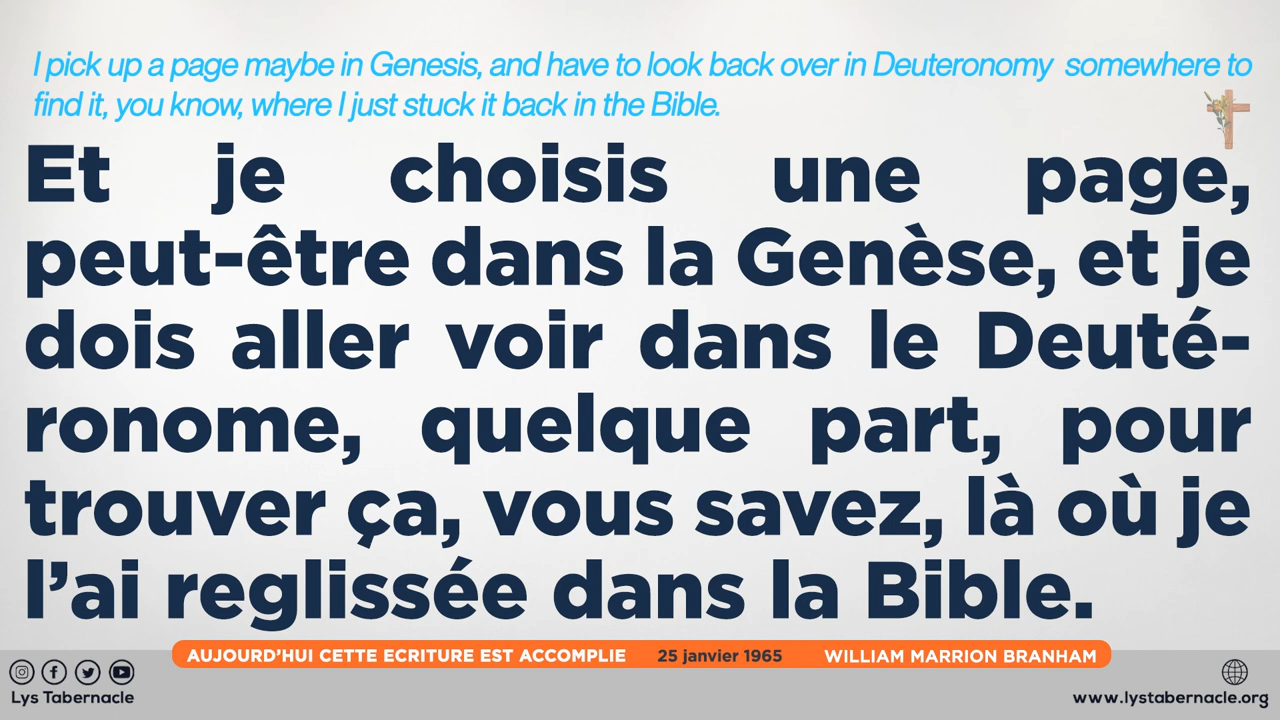 I pick up a page maybe in Genesis, and have to look back over in Deuteronomy somewhere to
find it, you know, where I just stuck it back in the Bible.
Et je choisis une page,
peut-être dans la Genèse, et je
dois aller voir dans le Deuté-
ronome, quelque part, pour
trouver ça, vous savez, là où je
l’ai reglissée dans la Bible.
AUJOURD’HUI CETTE ECRITURE EST ACCOMPLIE 25 janvier 1965 WILLIAM MARRION BRANHAM
Lys Tabernacle
www.lystabernacle.org